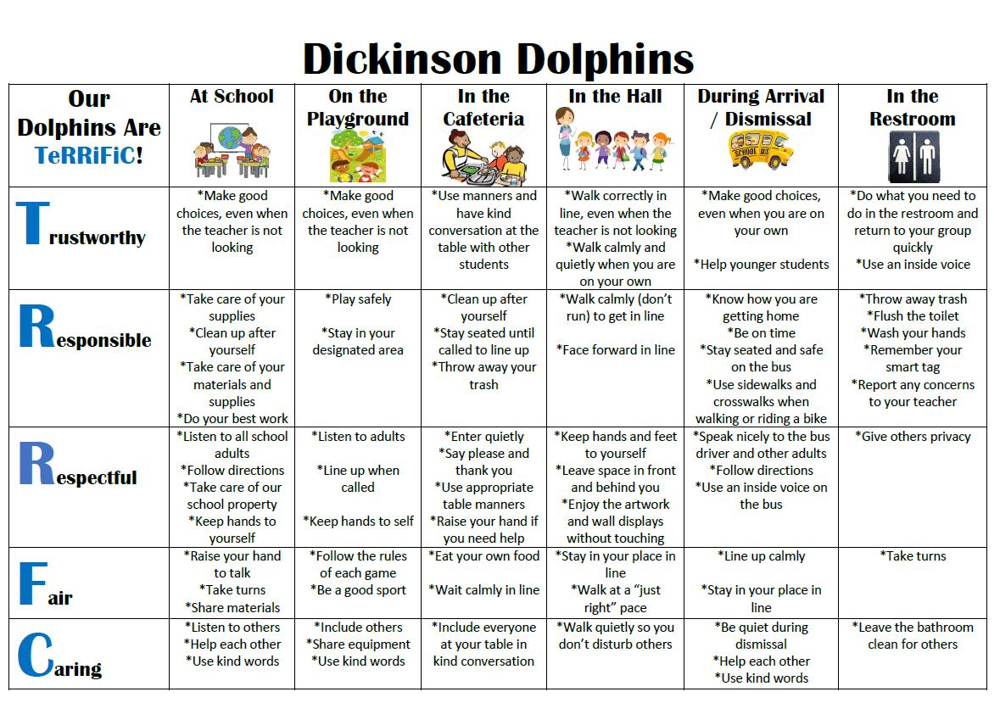 Dickinson Dolphins
Our
Dolphins Are
TeRRiFiC!
At School
On the
Playground
In the
Cafeteria
In the Hall
During Arrival
/ Dismissal
SCHOOL BUS
In the
Restroom
Trustworthy
*Make good
choices, even when
the teacher is not
looking
*Make good
choices, even when
the teacher is not
looking
*Use manners and
have kind
conversation at the
table with other
students
*Walk correctly in
line, even when the
teacher is not looking
*Walk calmly and
quietly when you are
on your own
*Make good choices,
even when you are on
your own
*Help younger students
*Do what you need to
do in the restroom and
return to your group
quickly
*Use an inside voice
Responsible
*Take care of your
supplies
*Clean up after
yourself
*Take care of your
materials and
supplies
*Do your best work
*Play safely
*Stay in your
designated area
*Clean up after
yourself
*Stay seated until
called to line up
*Throw away your
trash
*Walk calmly (don’t
run) to get in line
*Face forward in line
*Know how you are
getting home
*Be on time
*Stay seated and safe
on the bus
*Use sidewalks and
crosswalks when
walking or riding a bike
*Throw away trash
*Flush the toilet
*Wash your hands
*Remember your
smart tag
*Report any concerns
to your teacher
Respectful
*Listen to all school
adults
*Follow directions
*Take care of our
school property
*Keep hands to
yourself
*Listen to adults
*Line up when
called
*Keep hands to self
*Enter quietly
*Say please and
thank you
*Use appropriate
table manners
*Raise your hand if
you need help
*Keep hands and feet
to yourself
*Leave space in front
and behind you
*Enjoy the artwork
and wall displays
without touching
*Speak nicely to the bus
driver and other adults
*Follow directions
*Use an inside voice on
the bus
*Give others privacy
Fair
*Raise your hand
to talk
*Take turns
*Share materials
*Follow the rules
of each game
*Be a good sport
*Eat your own food
*Wait calmly in line
*Stay in your place in
line
*Walk at a “just
right” pace
*Line up calmly
*Stay in your place in
line
*Take turns
Caring
*Listen to others
*Help each other
*Use kind words
*Include others
*Share equipment
*Use kind words
*Include everyone
at your table in
kind conversation
*Walk quietly so you
don’t disturb others
*Be quiet during
dismissal
*Help each other
*Use kind words
*Leave the bathroom
clean for others